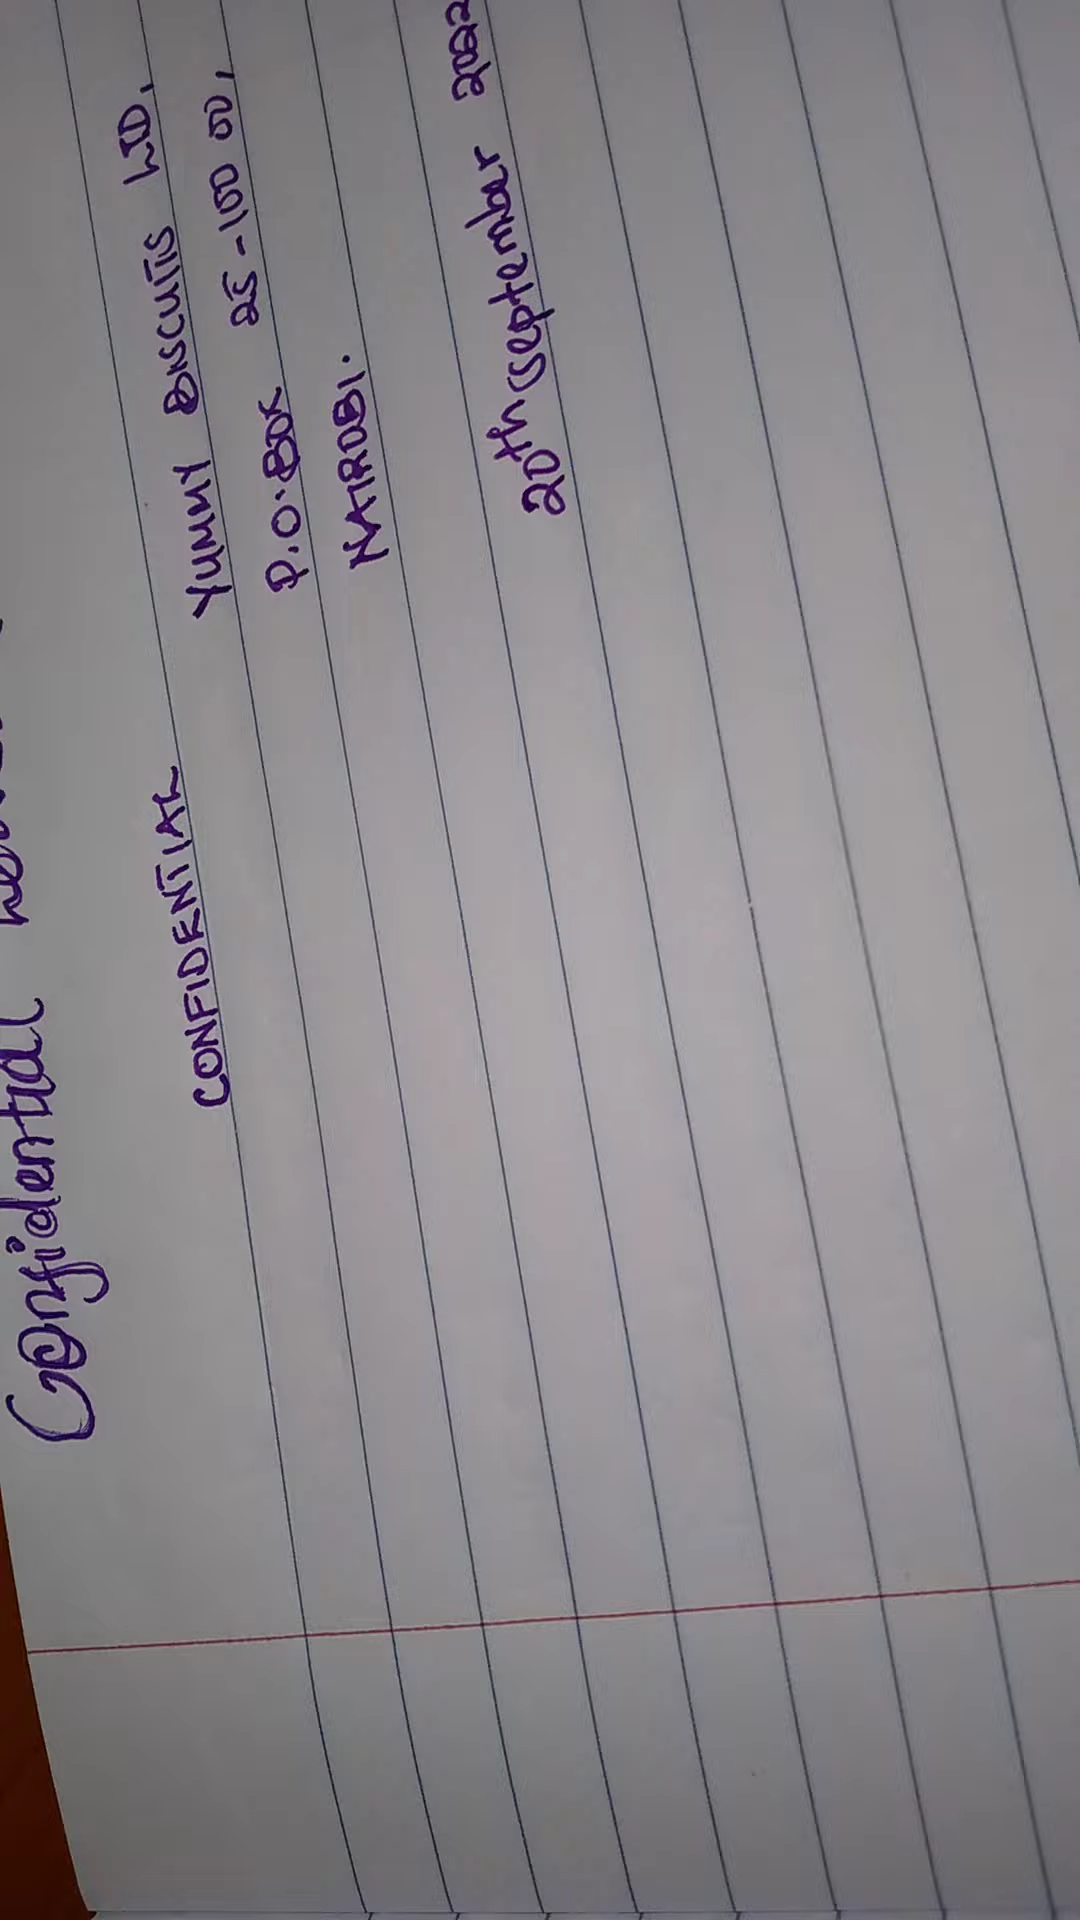 Confidential
CONFIDENTIAL
YUMMY BISCUITS LTD,
P.O. BOX 25-100 00,
NAIROBI.
20th September 2022